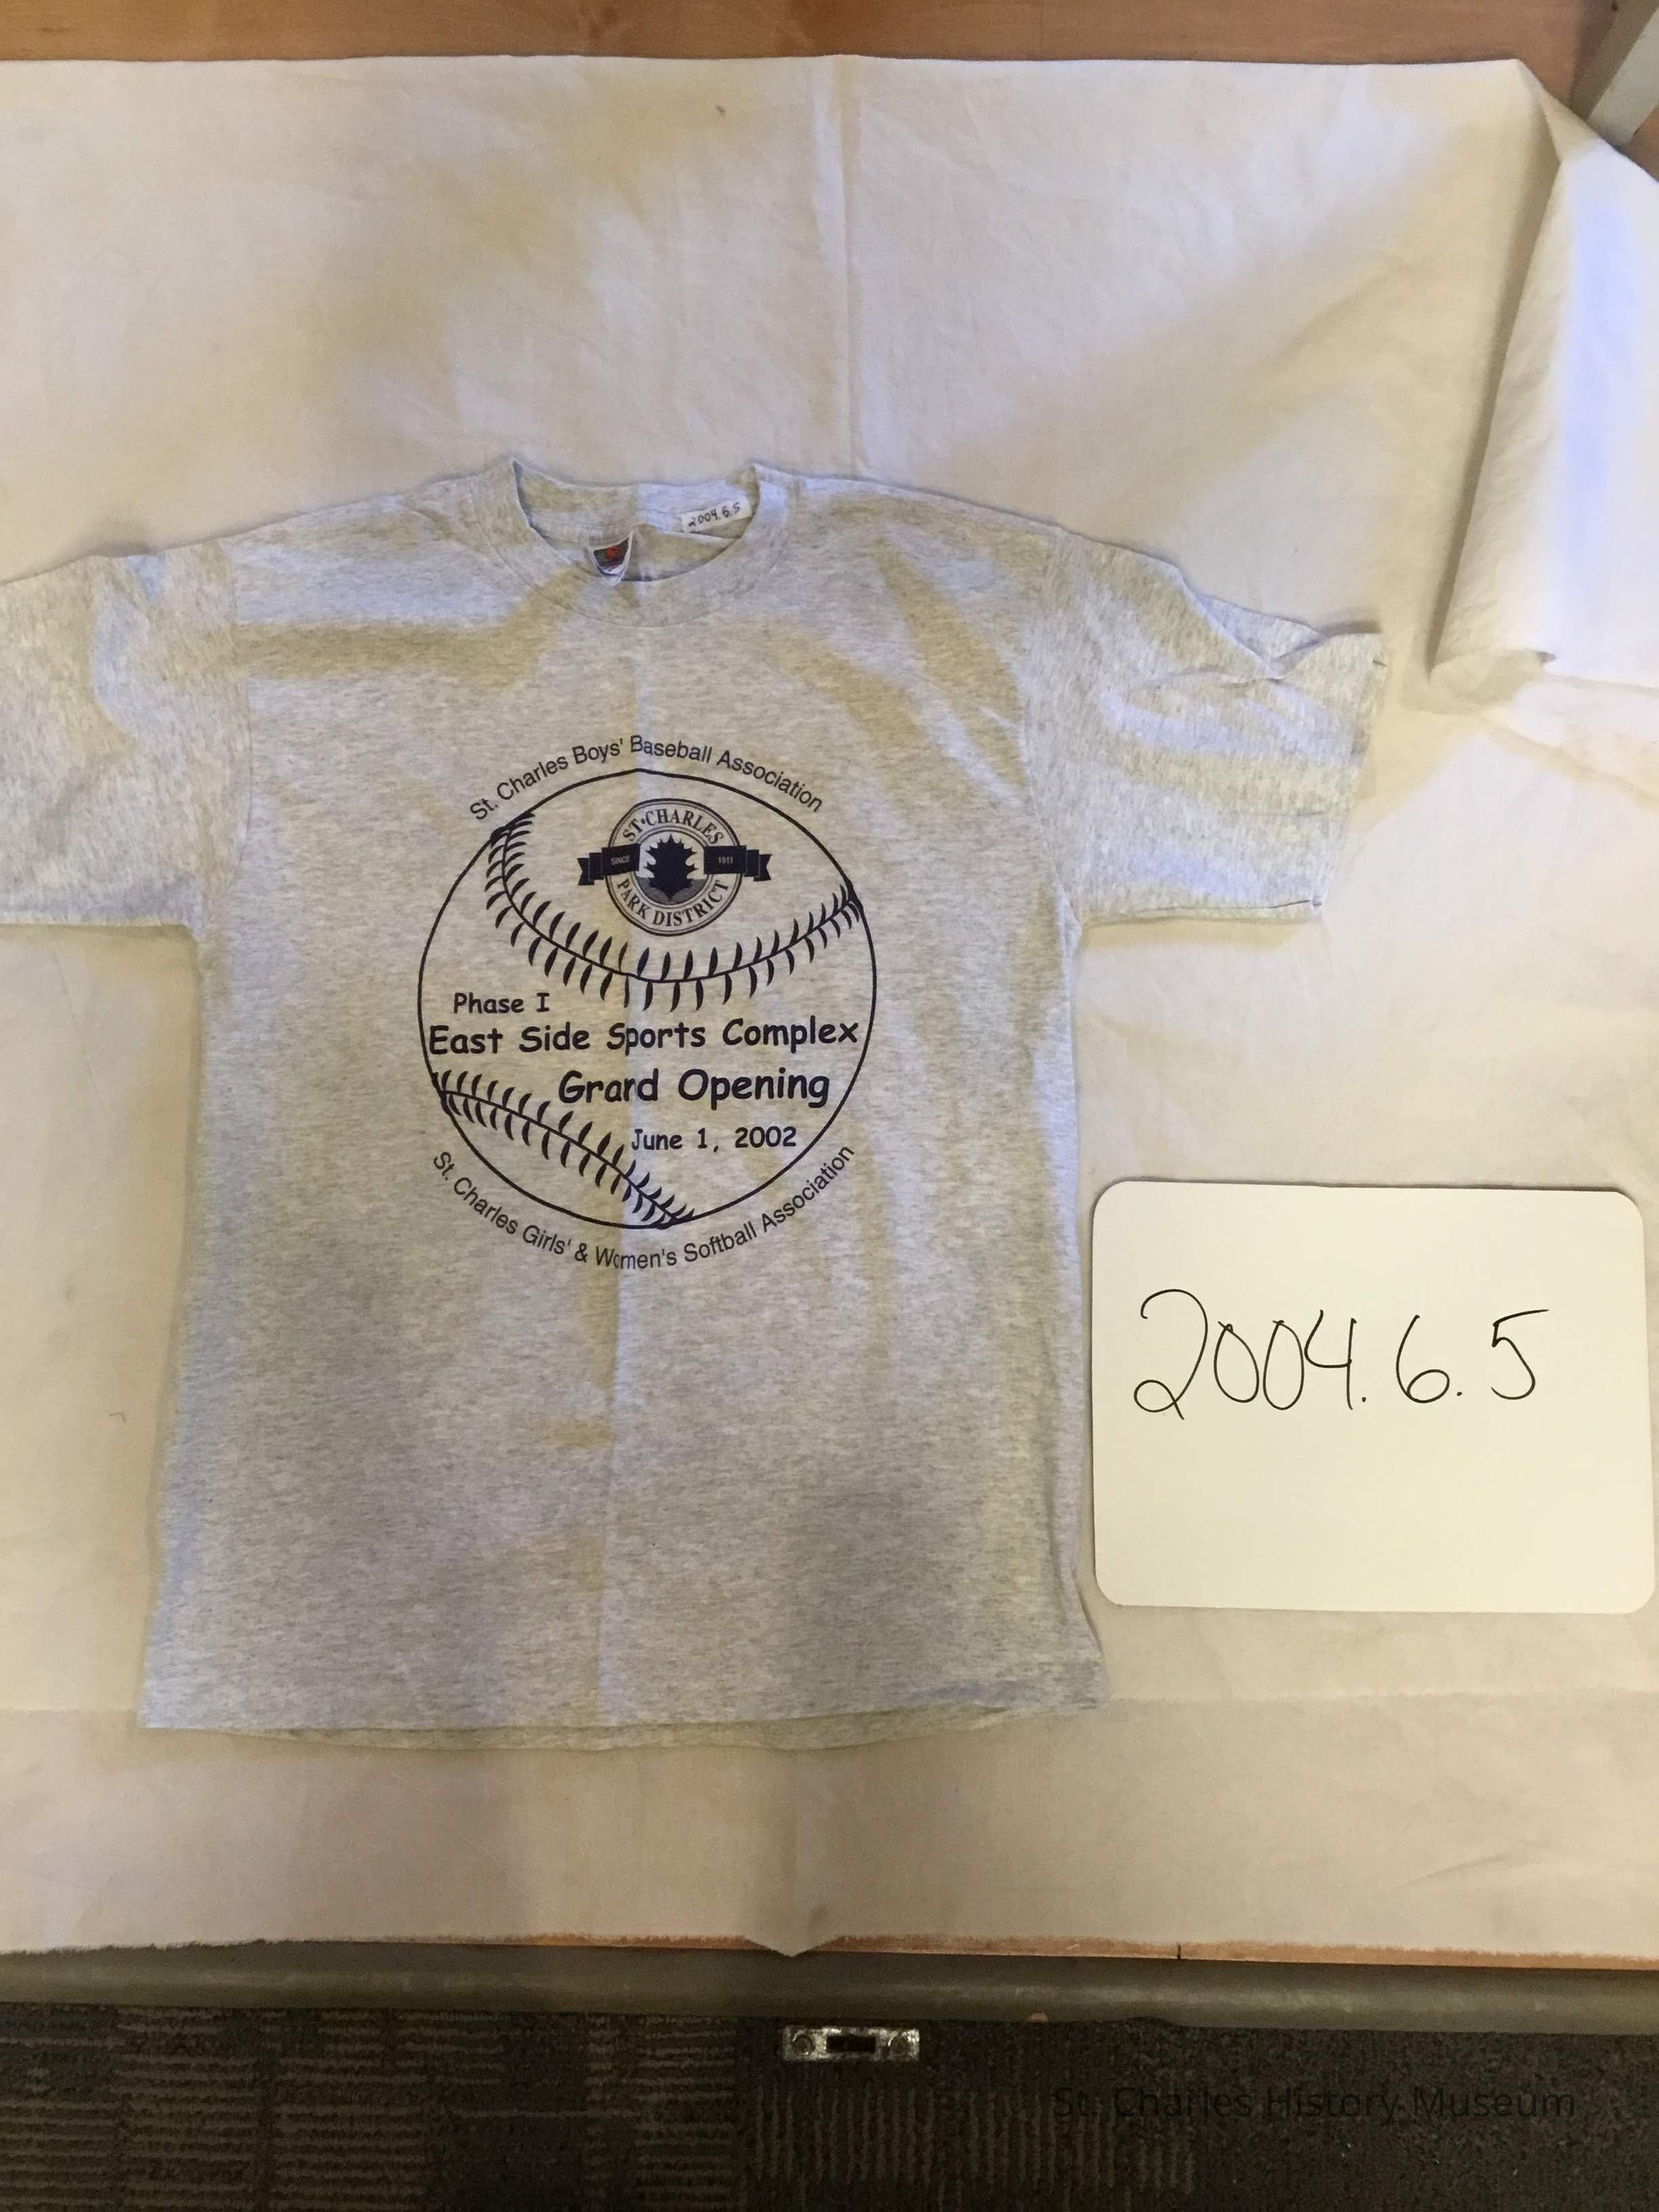 2004.6.5
St. Charles Boys' Baseball Association
ST·CHARLES
SINCE 1911
PARK DISTRICT
Phase I
East Side Sports Complex
Grand Opening
June 1, 2002
St. Charles Girls' & Women's Softball Association
2004.6.5
St. Charles History Museum